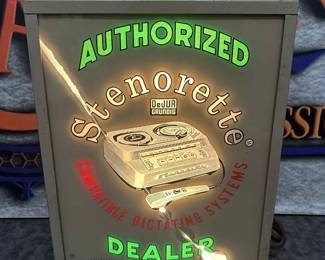 AUTHORIZED
Stenorette®
DeJUR
GRUNDIG
COMPATIBLE DICTATING SYSTEMS
DEALER